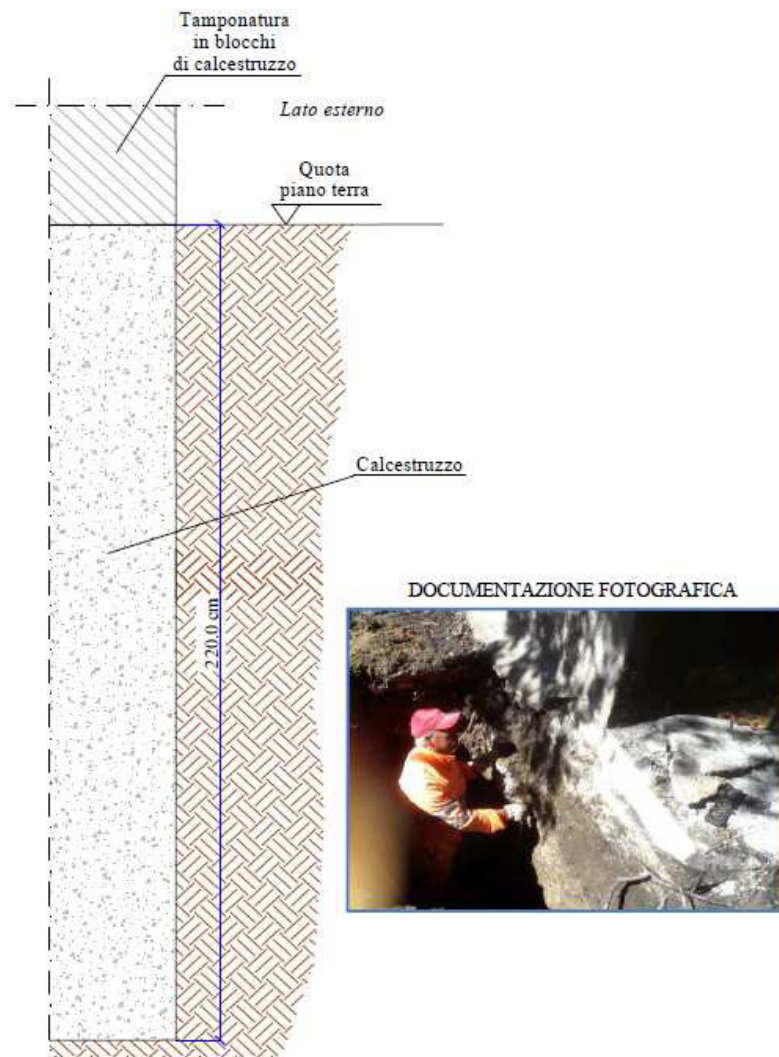 Tamponatura
in blocchi
di calcestruzzo
Lato esterno
Quota
piano terra
Calcestruzzo
220,0 cm
DOCUMENTAZIONE FOTOGRAFICA